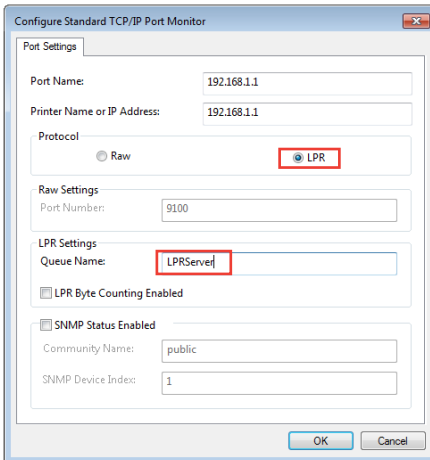 Configure Standard TCP/IP Port Monitor
Port Settings
Port Name: 192.168.1.1
Printer Name or IP Address: 192.168.1.1
Protocol
Raw LPR
Raw Settings
Port Number: 9100
LPR Settings
Queue Name: LPRServer
LPR Byte Counting Enabled
SNMP Status Enabled
Community Name: public
SNMP Device Index: 1
OK Cancel